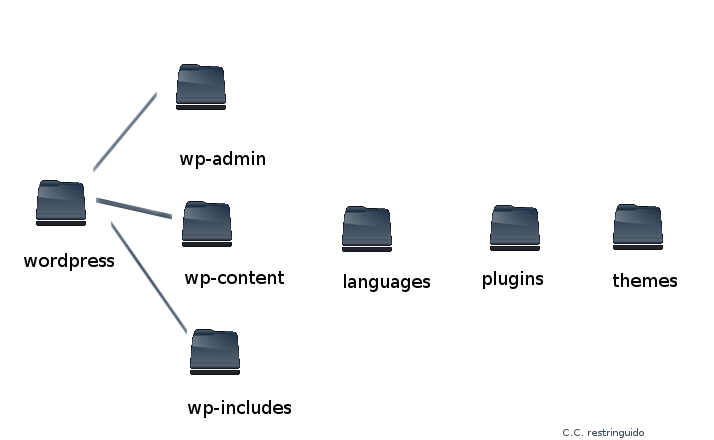 wp-admin
wordpress
wp-content
languages
plugins
themes
wp-includes
C.C. restringuido